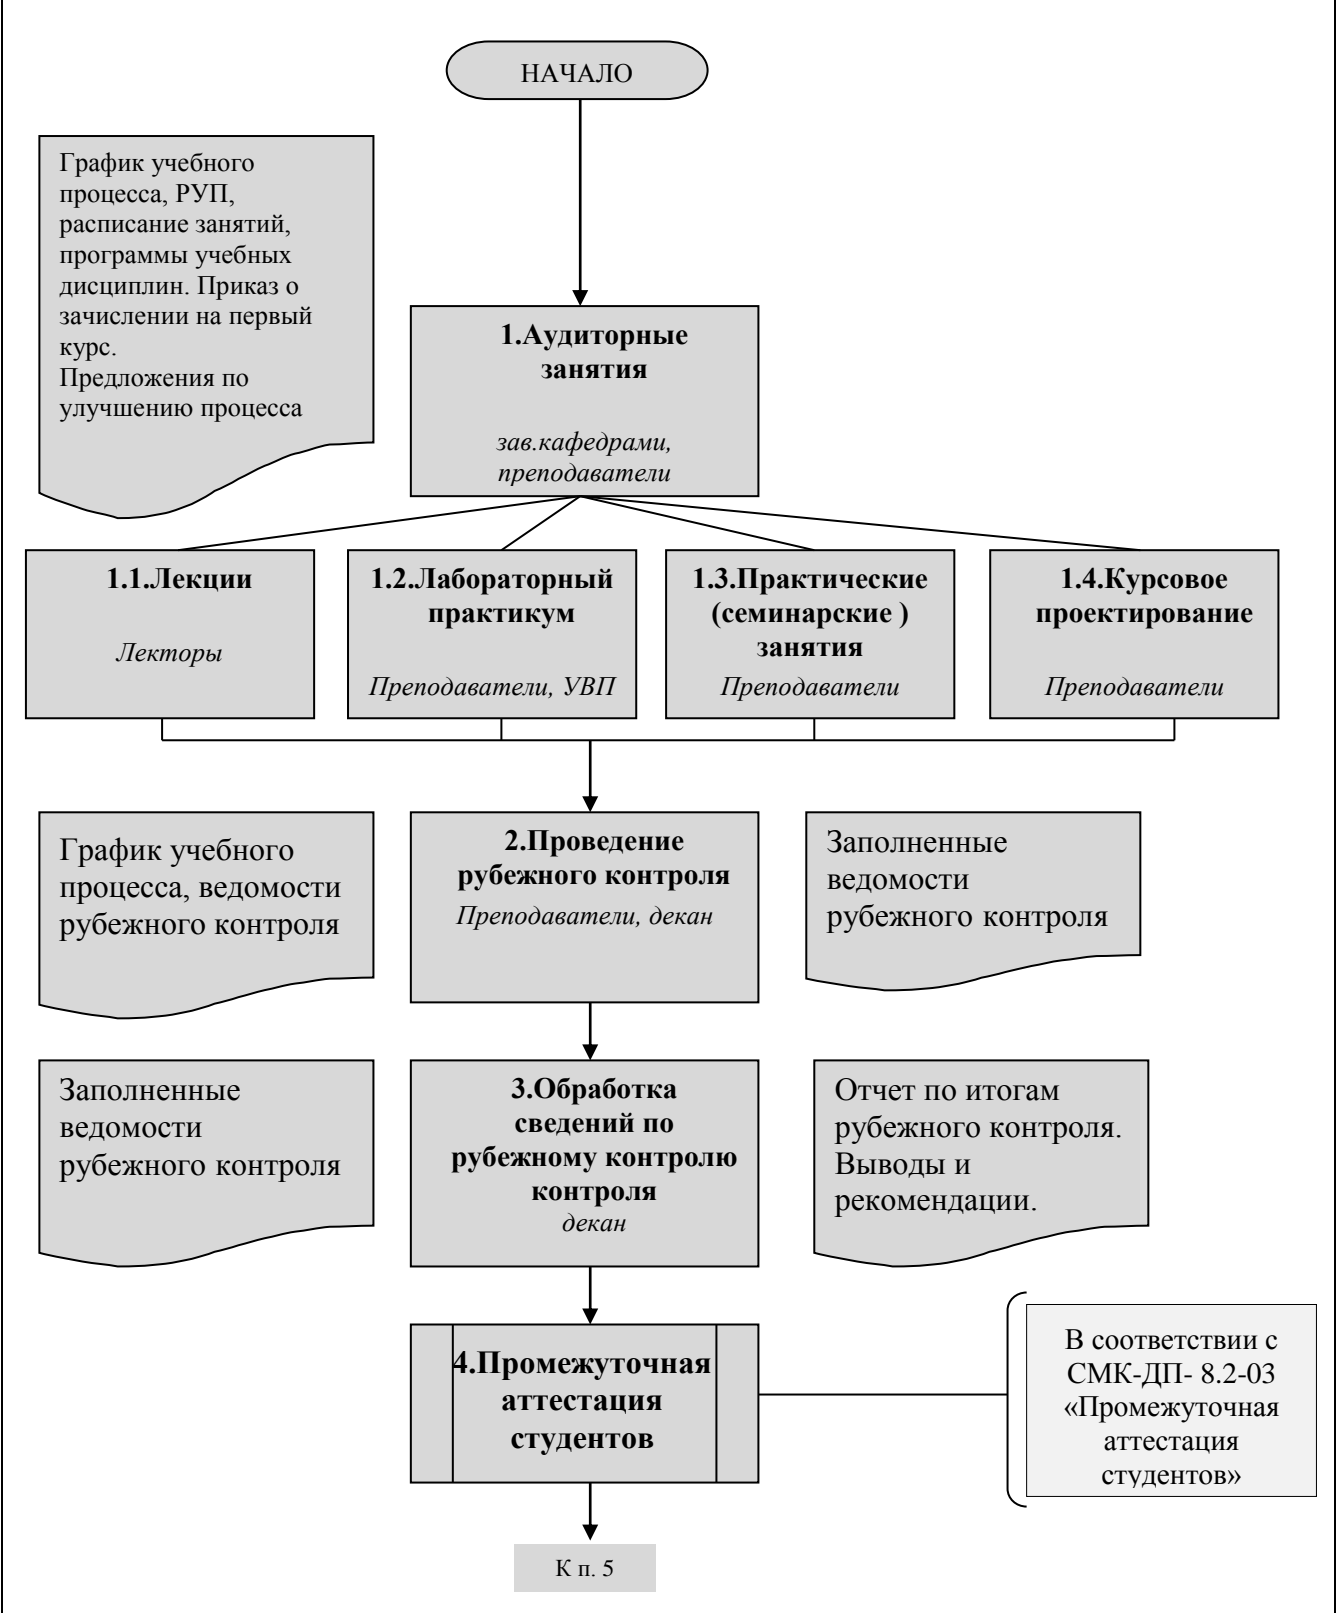 НАЧАЛО
График учебного
процесса, РУП,
расписание занятий,
программы учебных
дисциплин. Приказ о
зачислении на первый
курс.
Предложения по
улучшению процесса
1.Аудиторные
занятия
зав.кафедрами,
преподаватели
1.1.Лекции
Лекторы
1.2.Лабораторный
практикум
Преподаватели, УВП
1.3.Практические
(семинарские )
занятия
Преподаватели
1.4.Курсовое
проектирование
Преподаватели
График учебного
процесса, ведомости
рубежного контроля
2.Проведение
рубежного контроля
Преподаватели, декан
Заполненные
ведомости
рубежного контроля
Заполненные
ведомости
рубежного контроля
3.Обработка
сведений по
рубежному контролю
контроля
декан
Отчет по итогам
рубежного контроля.
Выводы и
рекомендации.
4.Промежуточная
аттестация
студентов
В соответствии с
СМК-ДП- 8.2-03
«Промежуточная
аттестация
студентов»
К п. 5